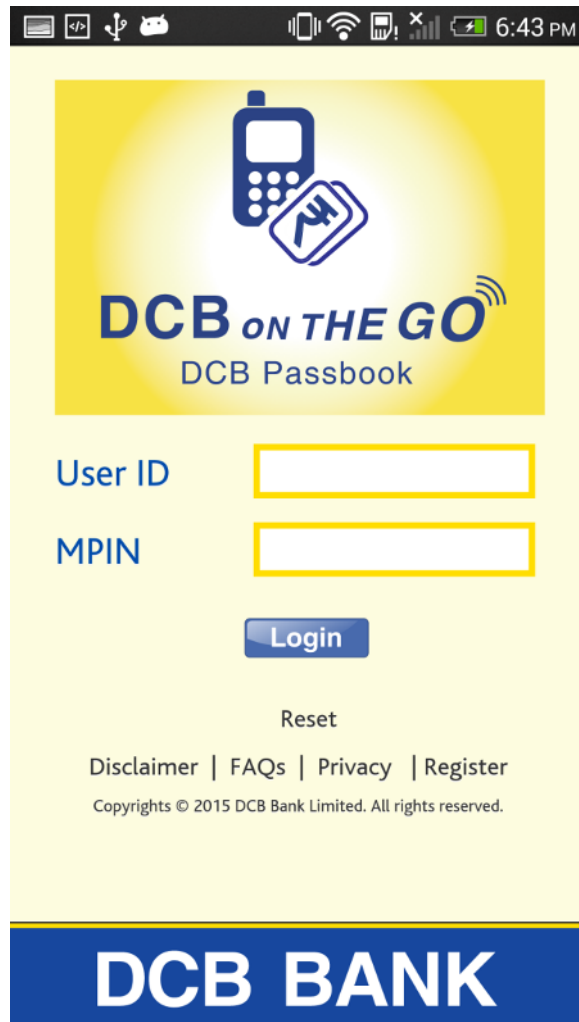 6:43 PM
DCB ON THE GO
DCB Passbook
User ID
MPIN
Login
Reset
Disclaimer | FAQs | Privacy | Register
Copyrights © 2015 DCB Bank Limited. All rights reserved.
DCB BANK